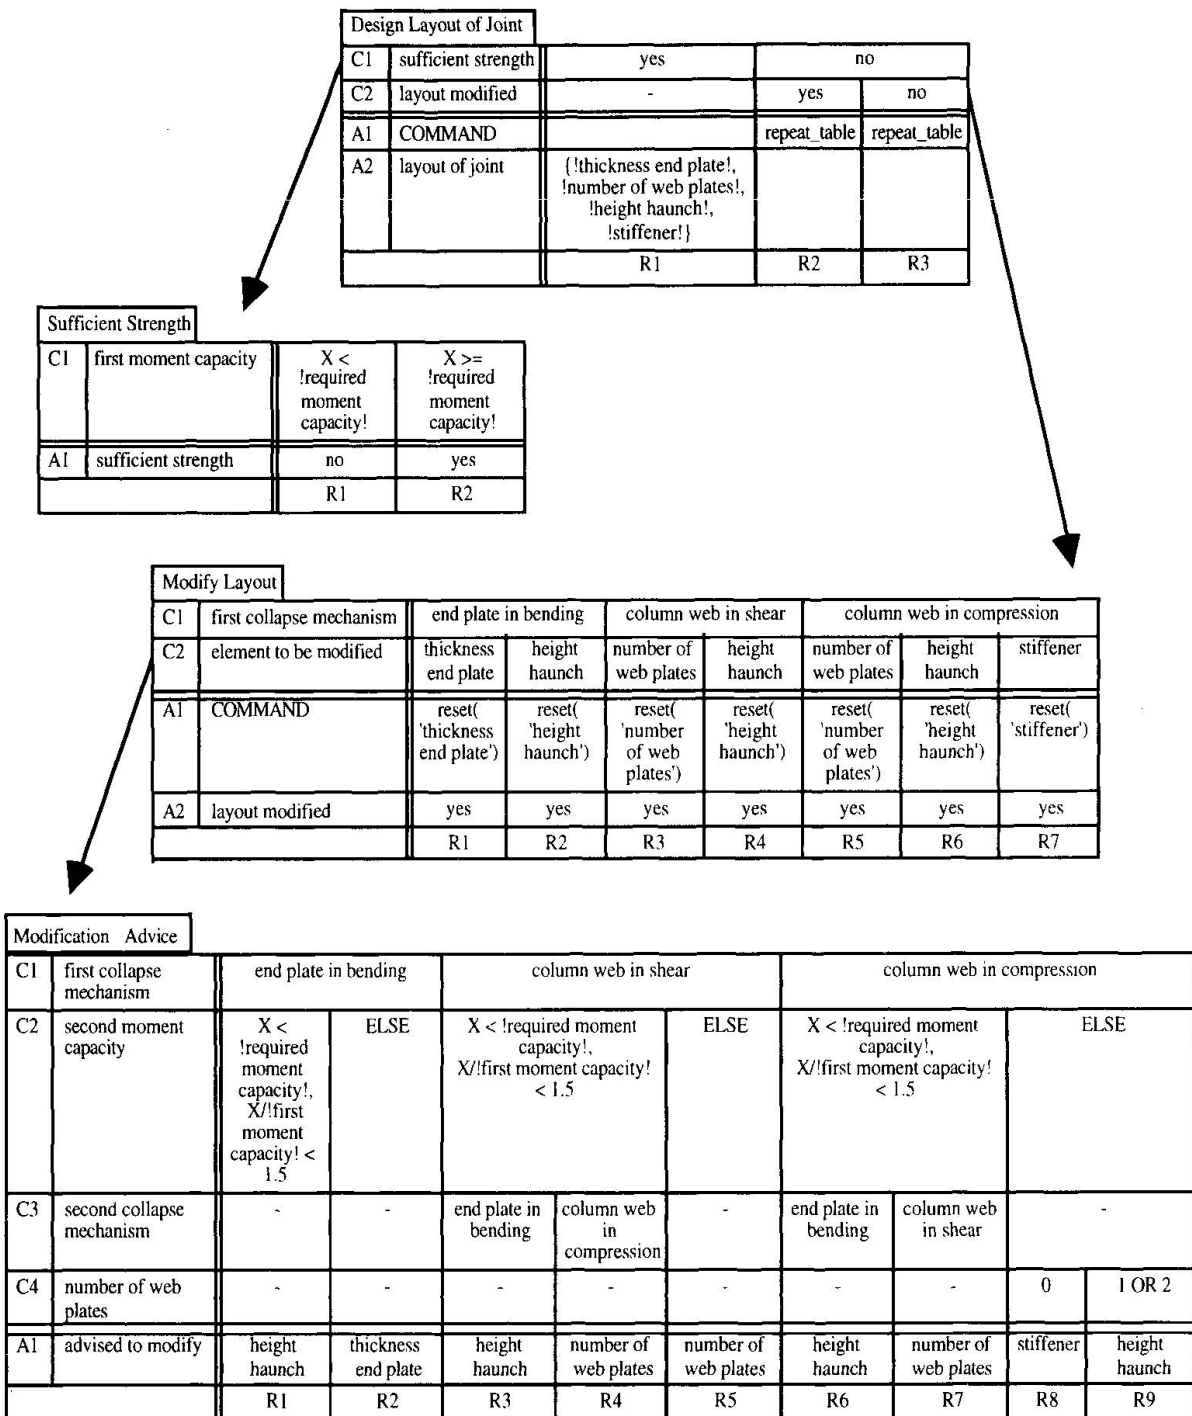 Design Layout of Joint
C1 sufficient strength yes no
C2 layout modified - yes no
A1 COMMAND repeat_table repeat_table
A2 layout of joint {!thickness end plate!,
!number of web plates!,
!height haunch!,
!stiffener!}
R1 R2 R3
Sufficient Strength
C1 first moment capacity X < X >=
!required !required
moment moment
capacity! capacity!
A1 sufficient strength no yes
R1 R2
Modify Layout
C1 first collapse mechanism end plate in bending column web in shear column web in compression
C2 element to be modified thickness height number of height number of height stiffener
end plate haunch web plates haunch web plates haunch
A1 COMMAND reset( reset( reset( reset( reset( reset( reset(
'thickness 'height 'number 'height 'number 'height 'stiffener')
end plate') haunch') of web haunch') of web haunch')
plates') plates')
A2 layout modified yes yes yes yes yes yes yes
R1 R2 R3 R4 R5 R6 R7
Modification Advice
C1 first collapse end plate in bending column web in shear column web in compression
mechanism
C2 second moment X < ELSE X < !required moment ELSE X < !required moment ELSE
capacity !required capacity!, capacity!,
moment X/!first moment capacity! X/!first moment capacity!
capacity!, < 1.5 < 1.5
X/!first
moment
capacity! <
1.5
C3 second collapse - - end plate in column web - end plate in column web -
mechanism bending in bending in shear
compression
C4 number of web - - - - - - - 0 1 OR 2
plates
A1 advised to modify height thickness height number of number of height number of stiffener height
haunch end plate haunch web plates web plates haunch web plates haunch
R1 R2 R3 R4 R5 R6 R7 R8 R9